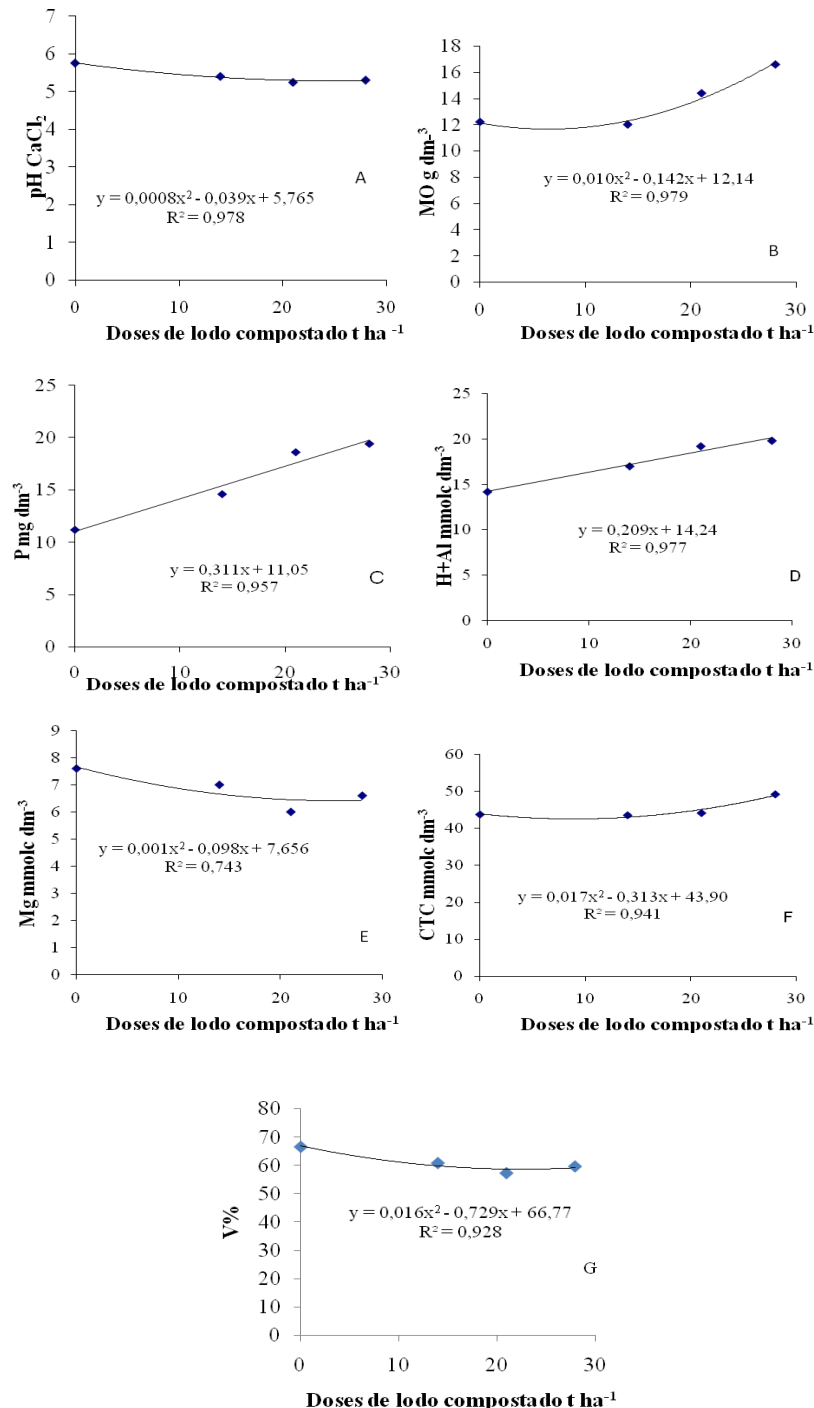 7
6
5
4
3
2
1
0
pH CaCl₂
A
y = 0,0008x² - 0,039x + 5,765
R² = 0,978
0 10 20 30
Doses de lodo compostado t ha ⁻¹
18
16
14
12
10
8
6
4
2
0
MO g dm-³
y = 0,010x² - 0,142x + 12,14
R² = 0,979
B
0 10 20 30
Doses de lodo compostado t ha⁻¹
25
20
15
10
5
0
P mg dm-³
y = 0,311x + 11,05
R² = 0,957
C
0 10 20 30
Doses de lodo compostado t ha⁻¹
25
20
15
10
5
0
H+Al mmolc dm-³
y = 0,209x + 14,24
R² = 0,977
D
0 10 20 30
Doses de lodo compostado t ha⁻¹
9
8
7
6
5
4
3
2
1
0
Mg mmolc dm-³
y = 0,001x² - 0,098x + 7,656
R² = 0,743
E
0 10 20 30
Doses de lodo compostado t ha⁻¹
60
50
40
30
20
10
0
CTC mmolc dm-³
y = 0,017x² - 0,313x + 43,90
R² = 0,941
F
0 10 20 30
Doses de lodo compostado t ha⁻¹
80
70
60
50
40
30
20
10
0
V%
y = 0,016x² - 0,729x + 66,77
R² = 0,928
G
0 10 20 30
Doses de lodo compostado t ha⁻¹